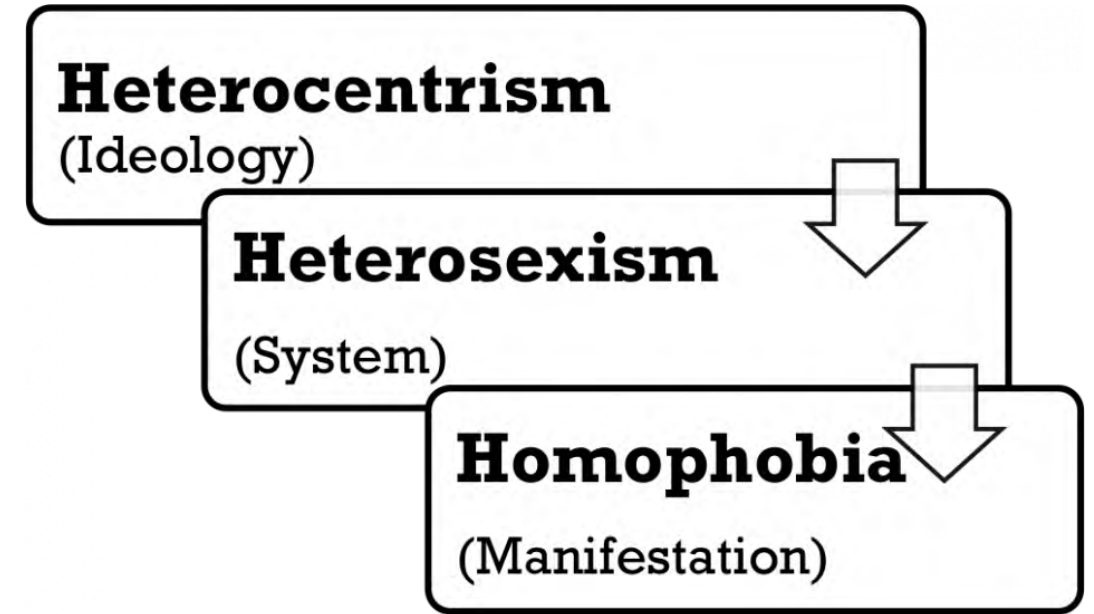 Heterocentrism
(Ideology)
Heterosexism
(System)
Homophobia
(Manifestation)